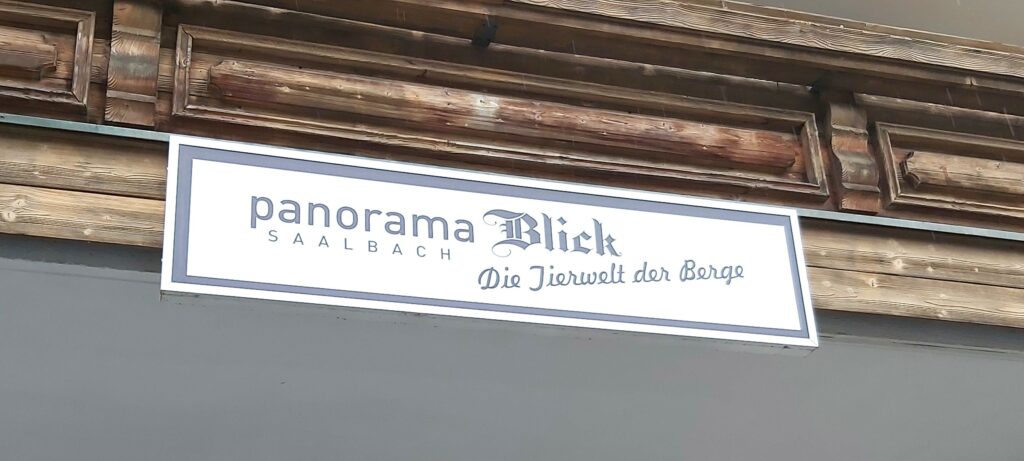 panorama Blick
SAALBACH
Die Tierwelt der Berge